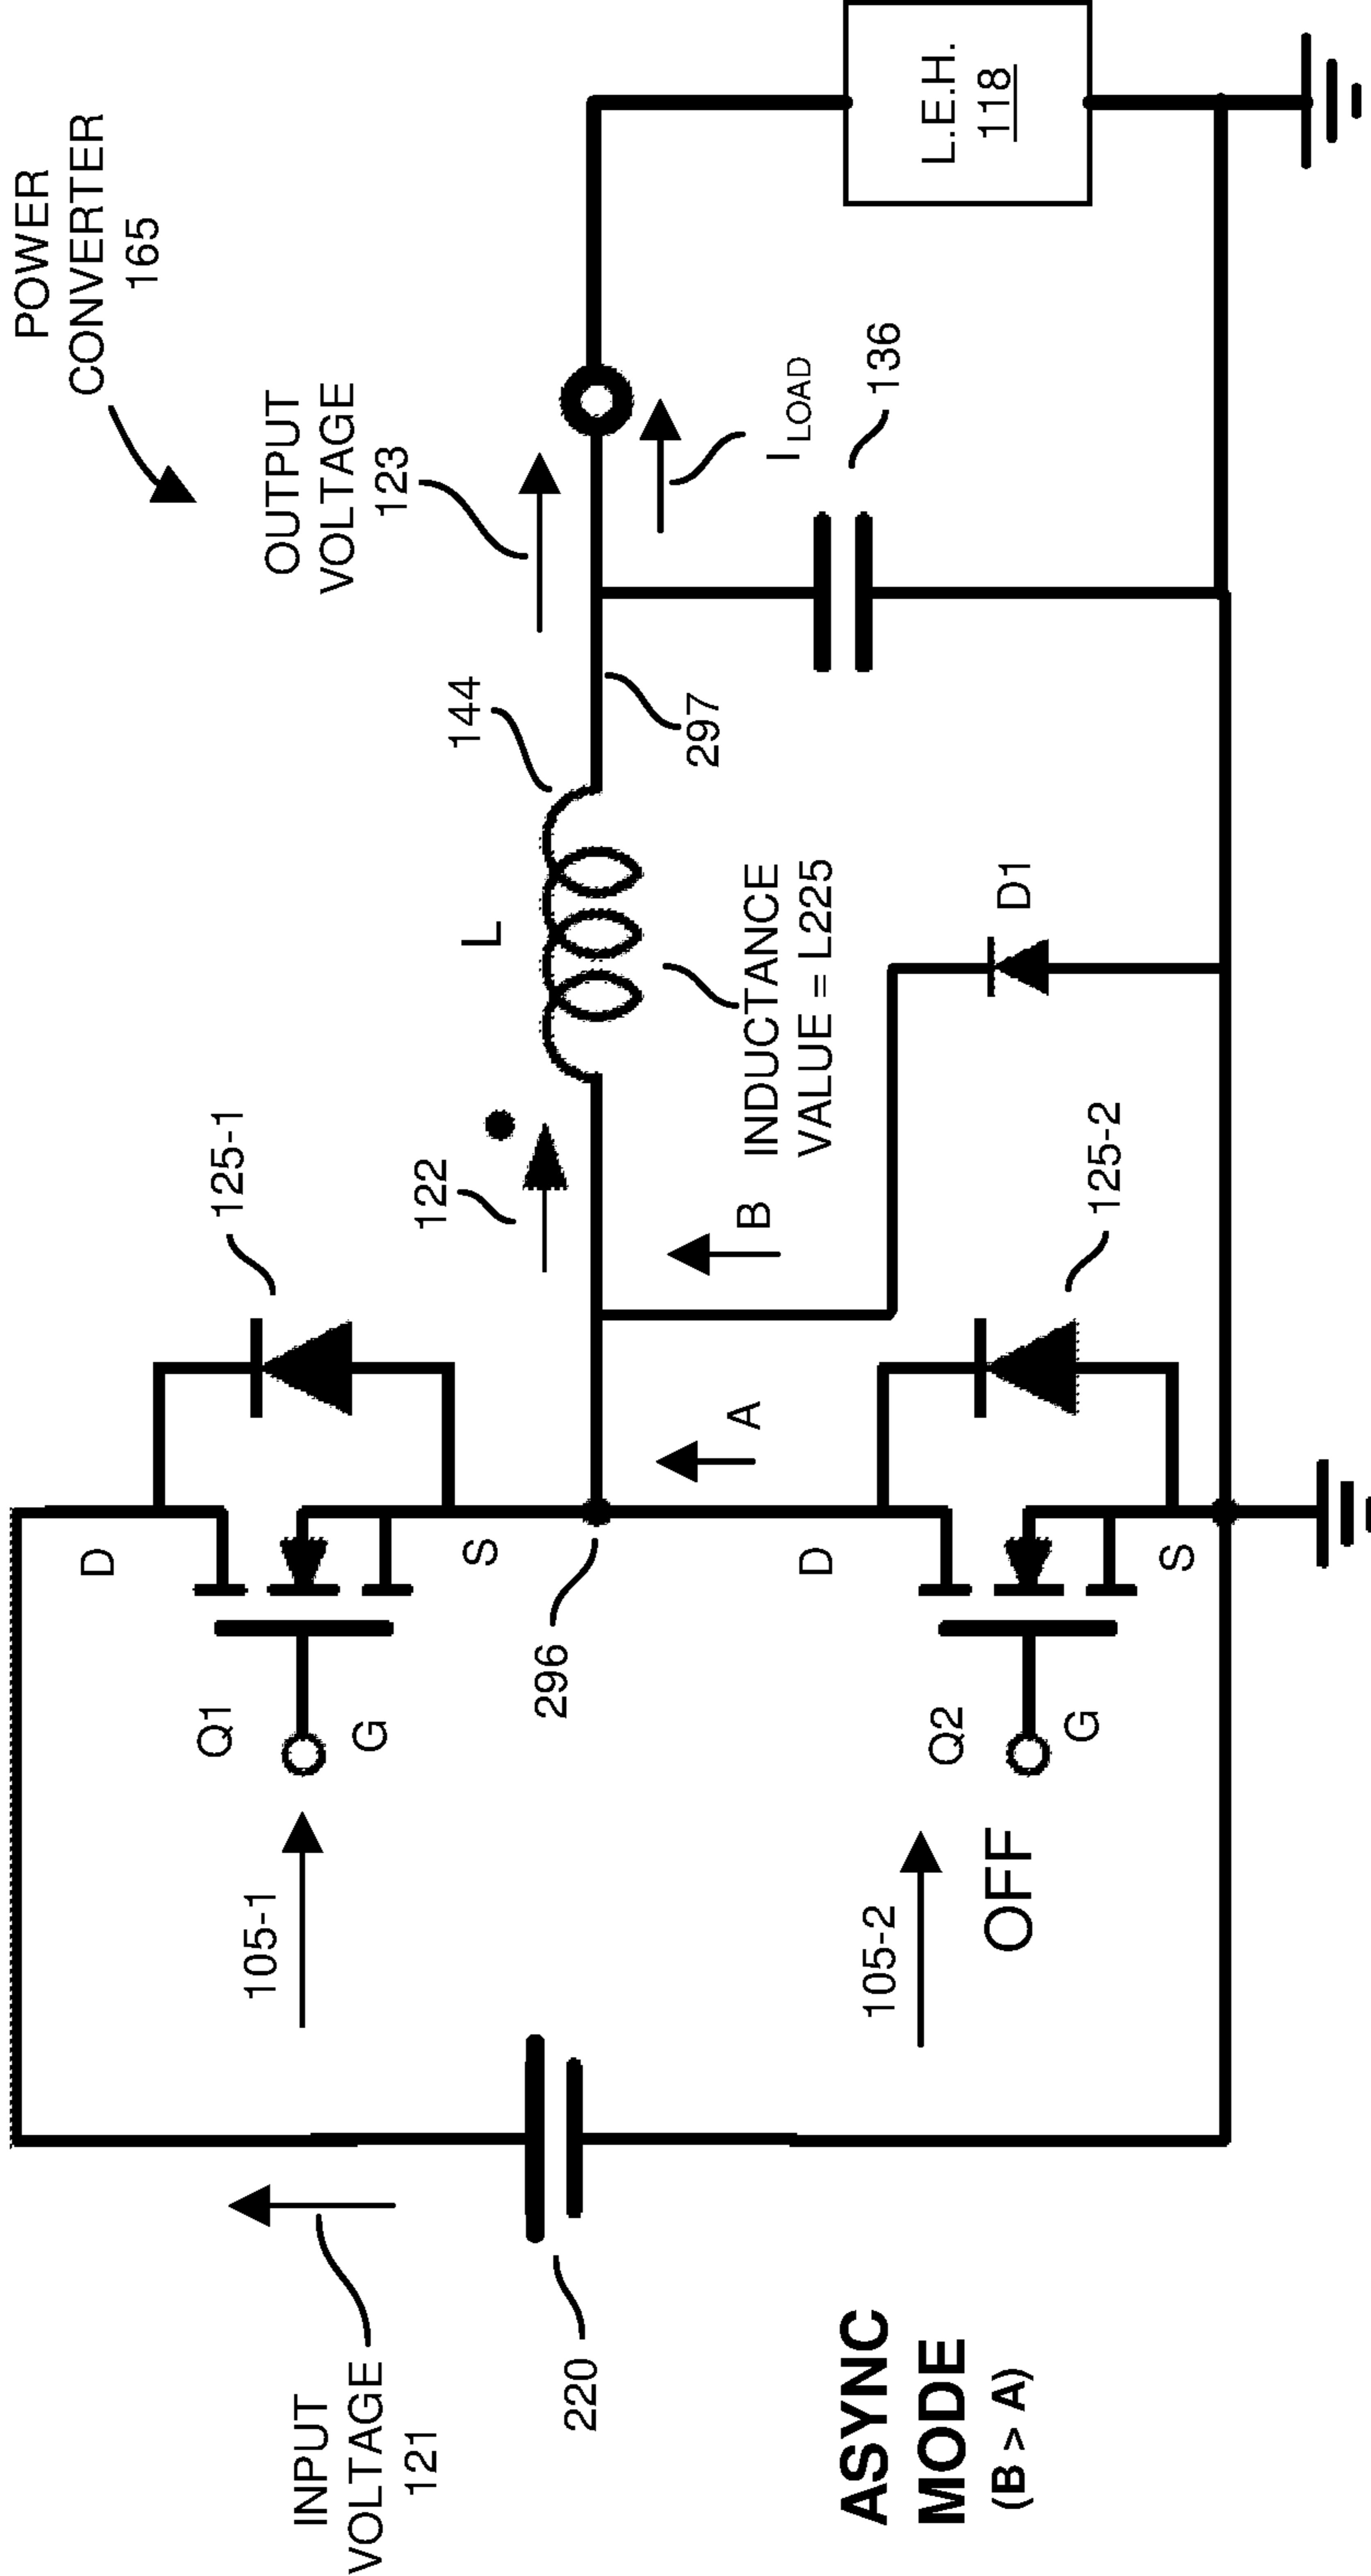 POWER
CONVERTER
165
OUTPUT
VOLTAGE
123
INPUT
VOLTAGE
121
125-1
D
Q1
G
S
105-1
122
L
144
297
I LOAD
136
L.E.H.
118
INDUCTANCE
VALUE = L225
296
220
A
B
D1
125-2
D
Q2
G
S
105-2
OFF
ASYNC
MODE
(B > A)